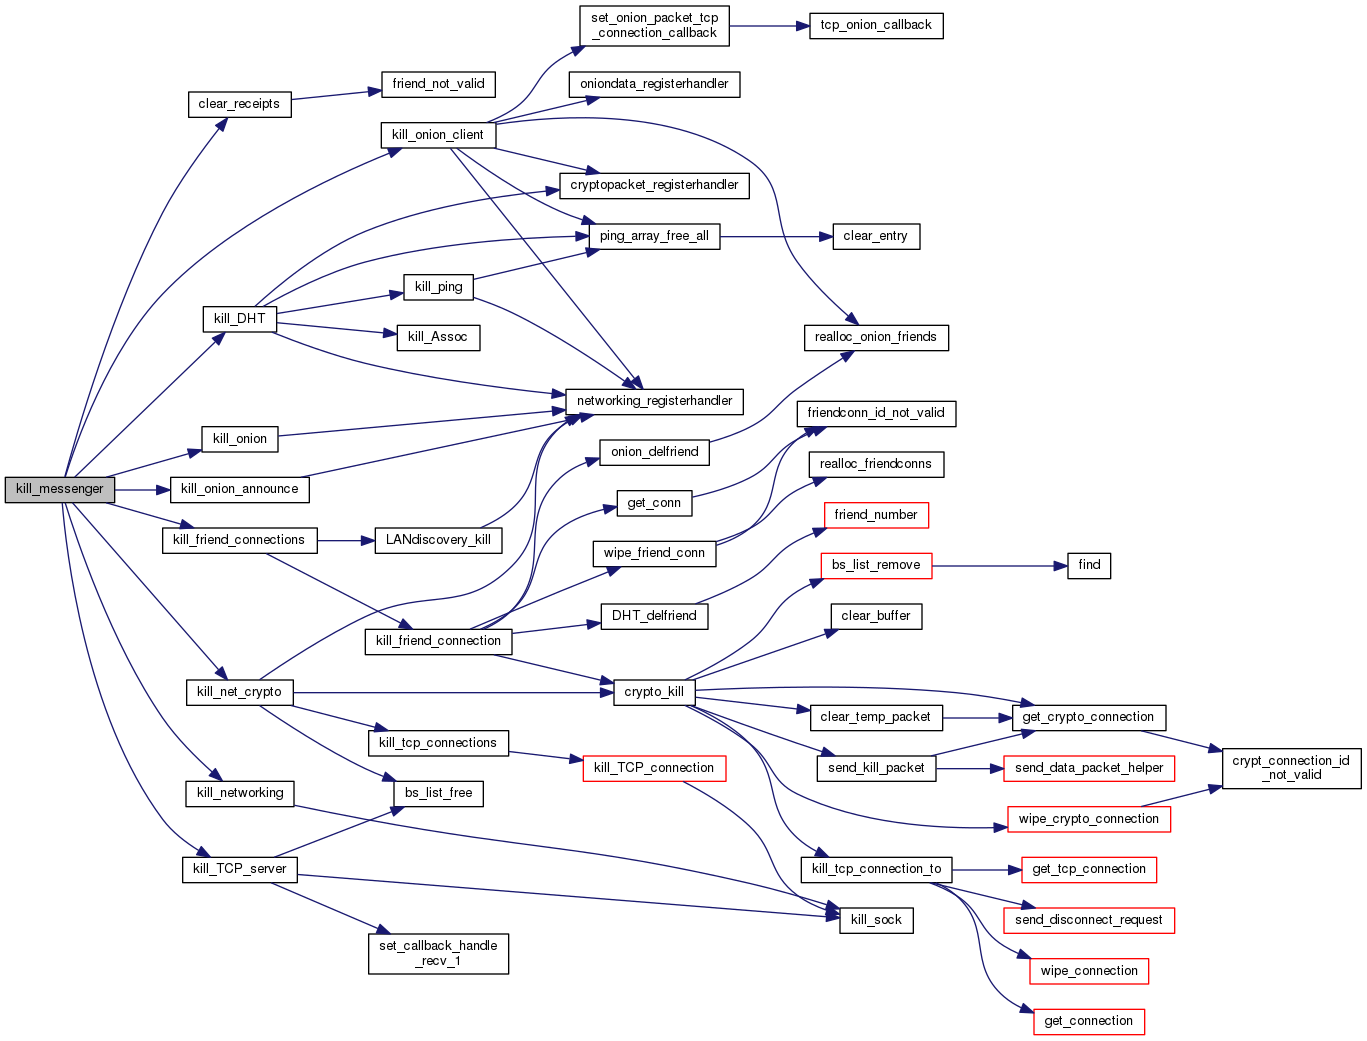 set_onion_packet_tcp
_connection_callback
tcp_onion_callback
friend_not_valid
oniondata_registerhandler
clear_receipts
kill_onion_client
cryptopacket_registerhandler
ping_array_free_all
clear_entry
kill_ping
kill_DHT
kill_Assoc
realloc_onion_friends
networking_registerhandler
friendconn_id_not_valid
kill_onion
onion_delfriend
realloc_friendconns
kill_messenger
kill_onion_announce
get_conn
friend_number
kill_friend_connections
LANdiscovery_kill
wipe_friend_conn
bs_list_remove
find
DHT_delfriend
clear_buffer
kill_friend_connection
kill_net_crypto
crypto_kill
clear_temp_packet
get_crypto_connection
kill_tcp_connections
kill_TCP_connection
send_kill_packet
send_data_packet_helper
crypt_connection_id
_not_valid
kill_networking
bs_list_free
wipe_crypto_connection
kill_TCP_server
kill_tcp_connection_to
get_tcp_connection
kill_sock
send_disconnect_request
set_callback_handle
_recv_1
wipe_connection
get_connection